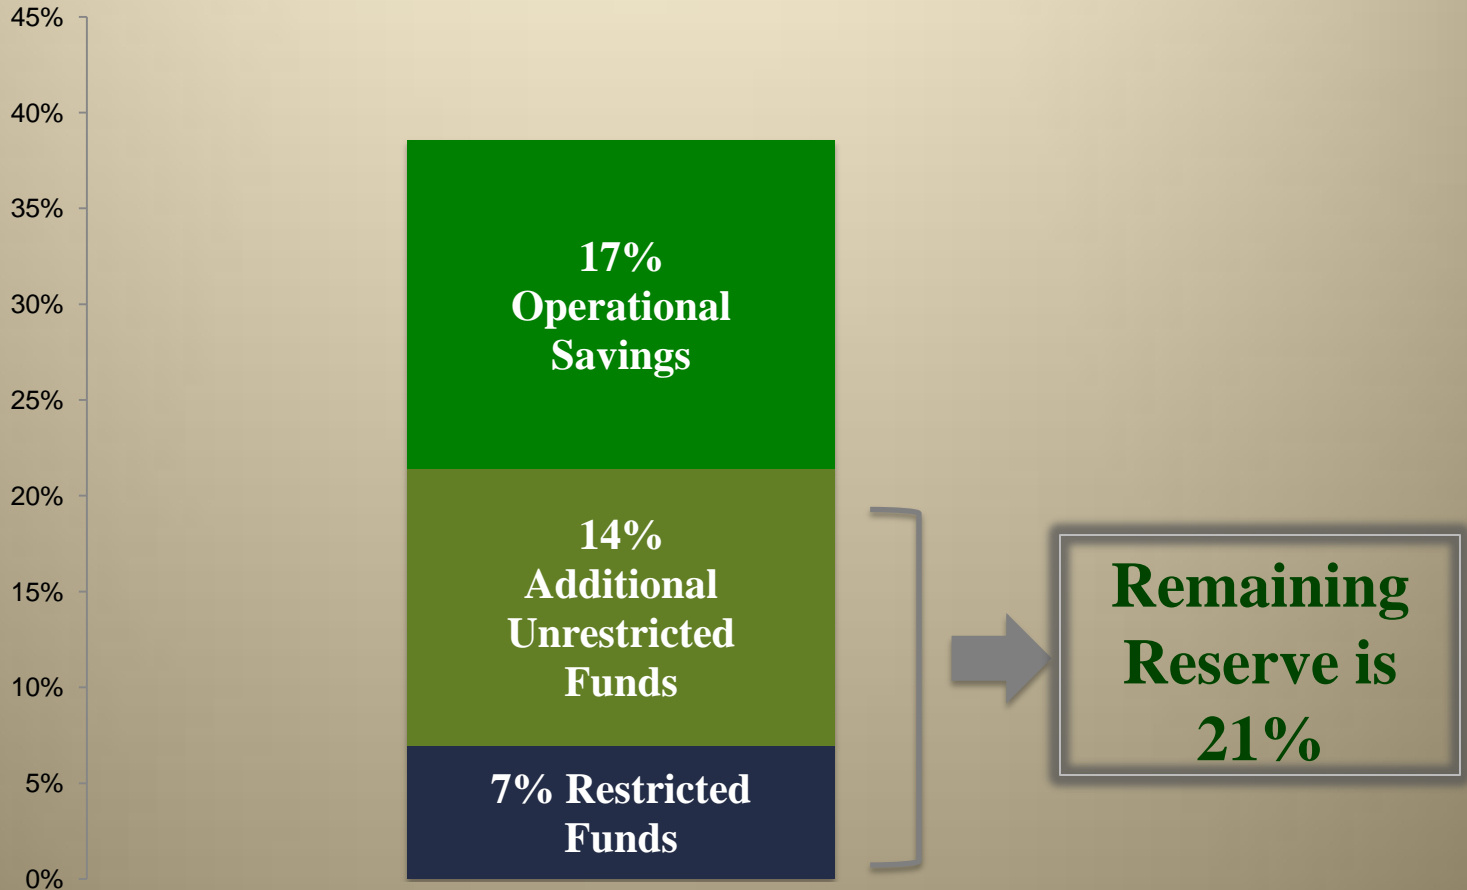 45%
40%
35%
30%
25%
20%
15%
10%
5%
0%
17%
Operational
Savings
14%
Additional
Unrestricted
Funds
7% Restricted
Funds
Remaining
Reserve is
21%